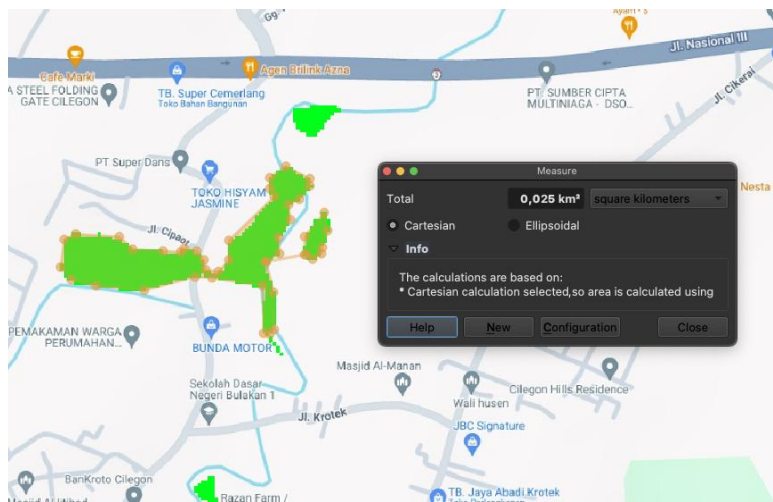 Gg.
Ayam - S
Jl. Nasional III
Cafe Marki
Agen Brilink Azna
A STEEL FOLDING
GATE CILEGON
TB. Super Cemerlang
Toko Bahan Bangunan
PT. SUMBER CIPTA
MULTINIAGA - DSO...
Jl. Cikerai
PT Super Dans
TOKO HISYAM
JASMINE
Nesta
Jl. Cipaot
Measure
Total
0,025 km²
square kilometers
Cartesian
Ellipsoidal
Info
The calculations are based on:
* Cartesian calculation selected,so area is calculated using
Help
New
Configuration
Close
PEMAKAMAN WARGA
PERUMAHAN...
BUNDA MOTOR
Masjid Al-Manan
Sekolah Dasar
Negeri Bulakan 1
Cilegon Hills Residence
Wali husen
Jl. Krotek
JBC Signature
BanKroto Cilegon
Razan Farm /
TB. Jaya Abadi Krotek